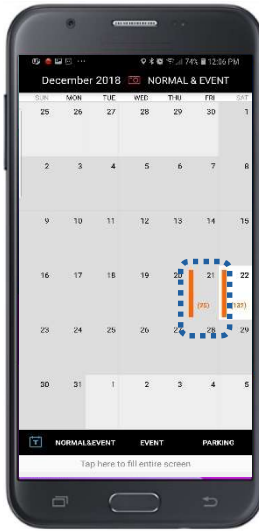 74% 12:06 PM
December 2018 NORMAL & EVENT
SUN MON TUE WED THU FRI SAT
25 26 27 28 29 30 1
2 3 4 5 6 7 8
9 10 11 12 13 14 15
16 17 18 19 20 21 22
23 24 25 26 27 28 29
30 31 1 2 3 4 5
NORMAL&EVENT EVENT PARKING
Tap here to fill entire screen